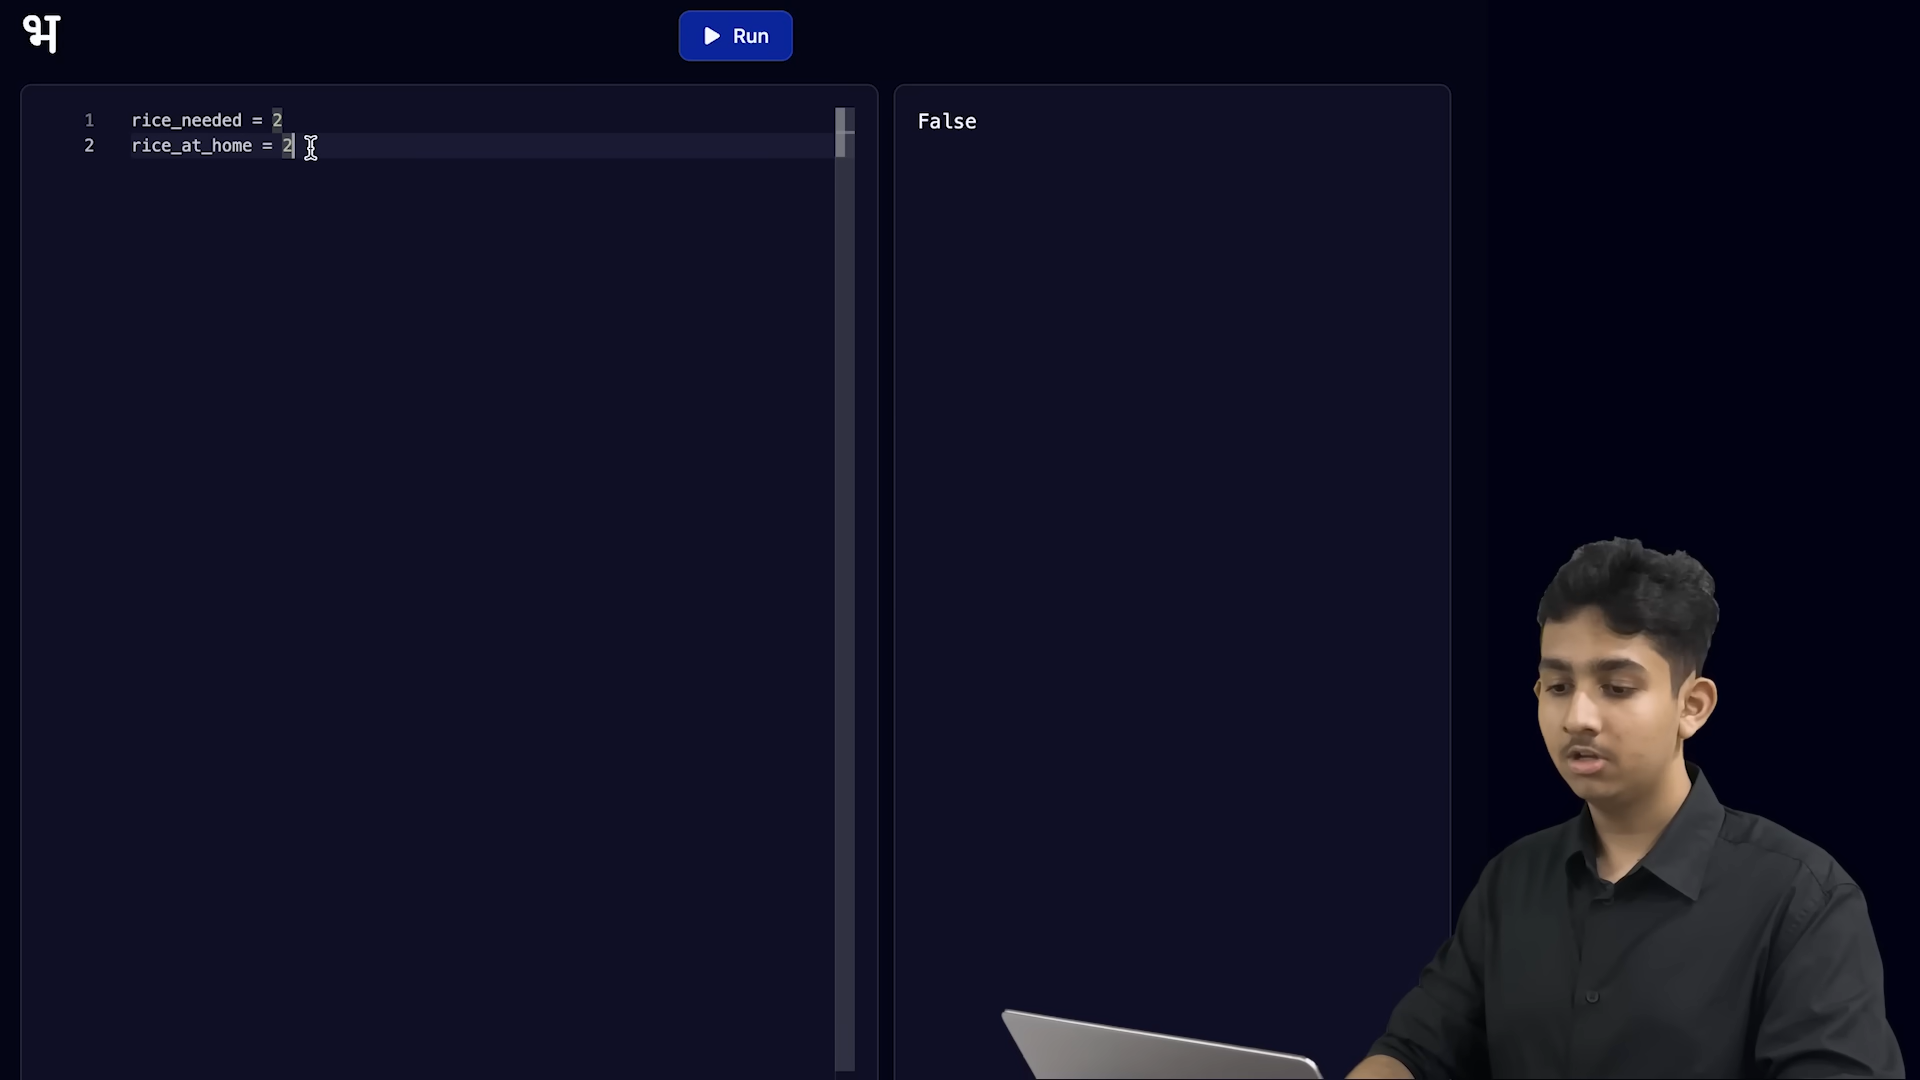 भ
Run
1 rice_needed = 2
2 rice_at_home = 2
False